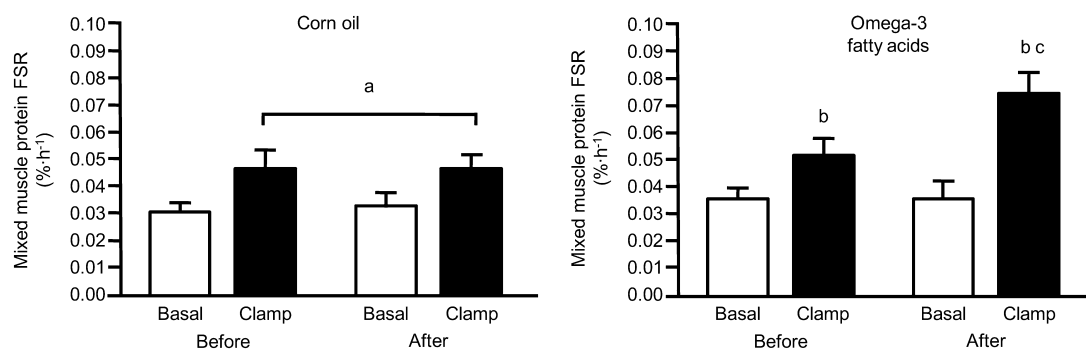 Corn oil
Mixed muscle protein FSR
(%·h⁻¹)
0.10
0.09
0.08
0.07
0.06
0.05
0.04
0.03
0.02
0.01
0.00
a
Basal Clamp Basal Clamp
Before After
Omega-3
fatty acids
Mixed muscle protein FSR
(%·h⁻¹)
0.10
0.09
0.08
0.07
0.06
0.05
0.04
0.03
0.02
0.01
0.00
b
b c
Basal Clamp Basal Clamp
Before After